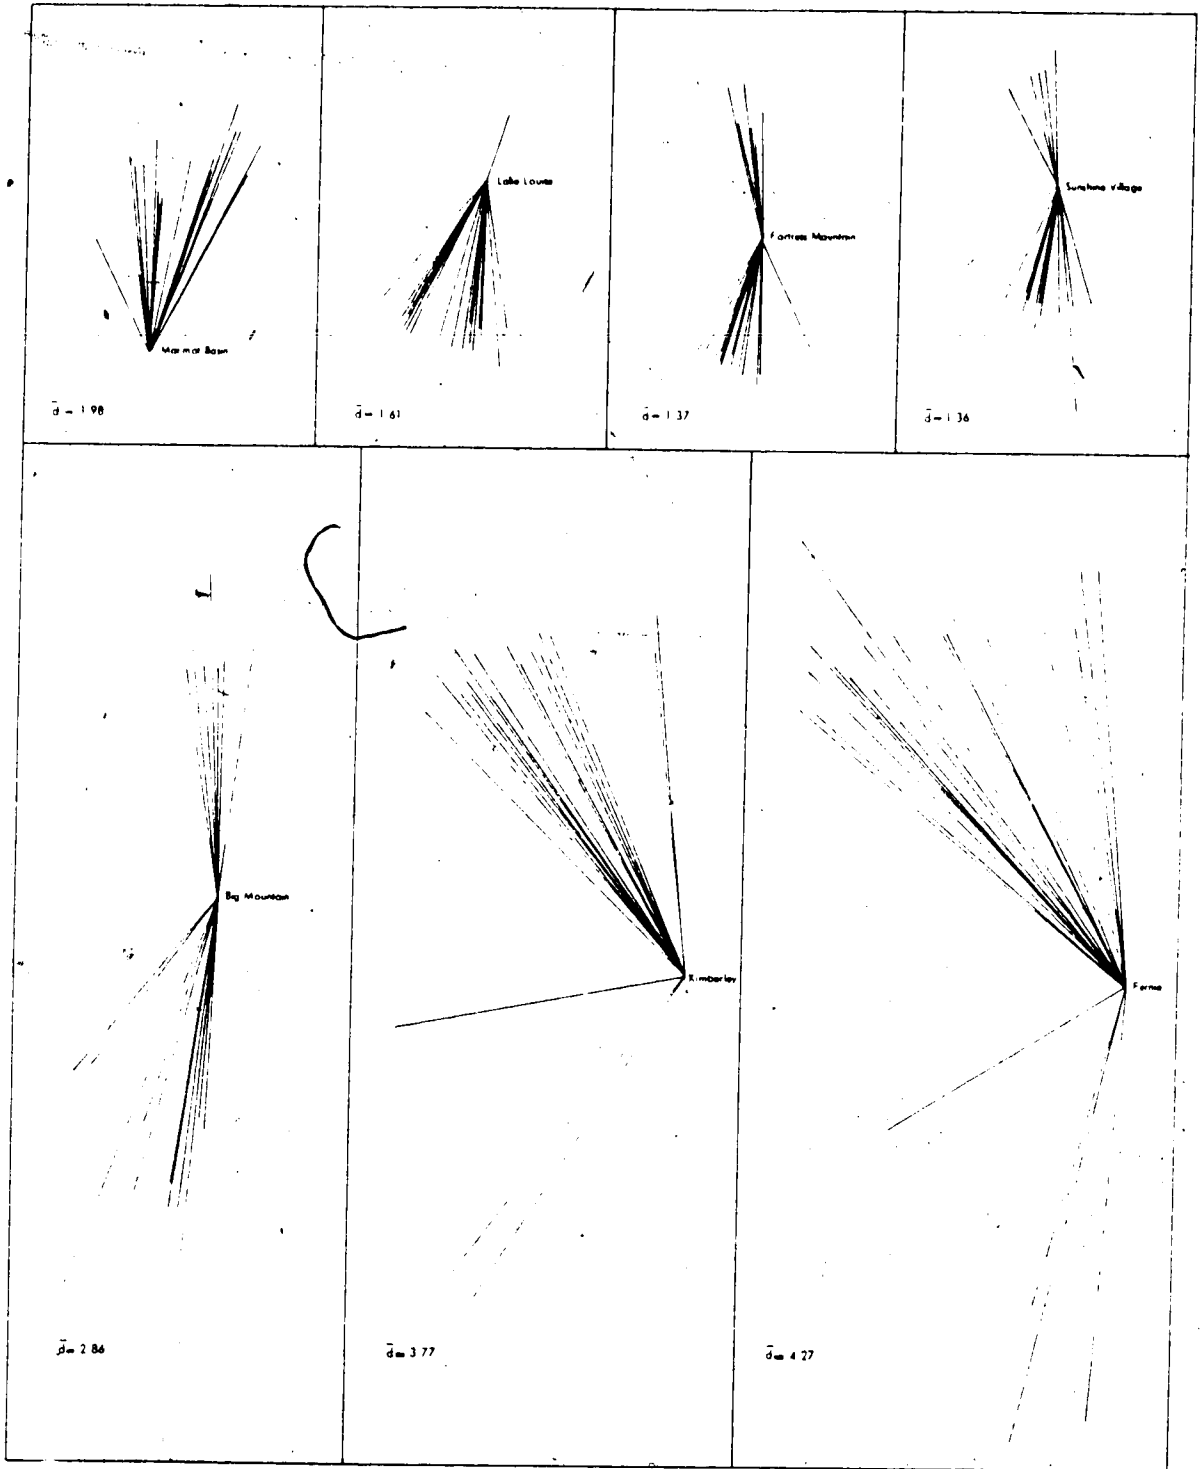 Marmot Basin
d̄ = 1.98
Lake Louise
d̄ = 1.61
Fortress Mountain
d̄ = 1.37
Sunshine Village
d̄ = 1.36
Big Mountain
d̄ = 2.86
Kimberley
d̄ = 3.77
Fernie
d̄ = 4.27